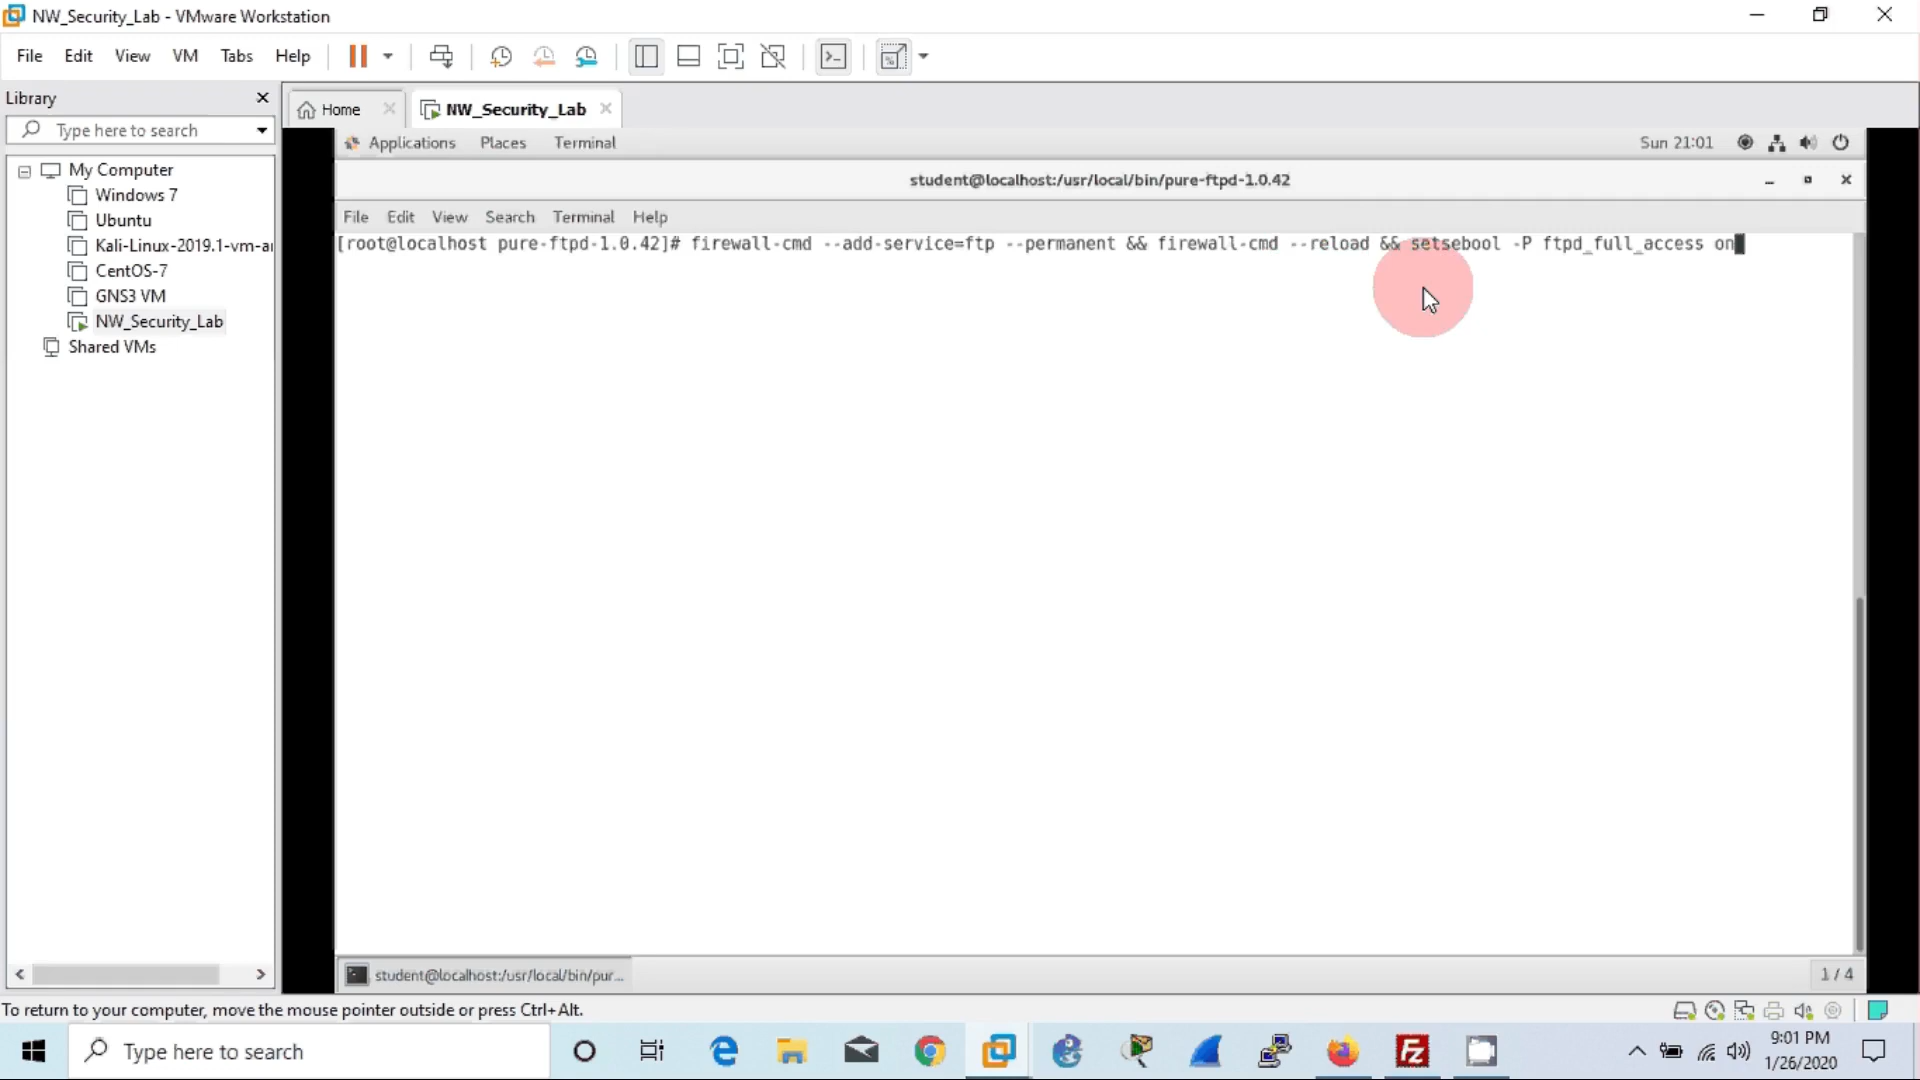 NW_Security_Lab - VMware Workstation
File Edit View VM Tabs Help
Library
Type here to search
My Computer
Windows 7
Ubuntu
Kali-Linux-2019.1-vm-ar
CentOS-7
GNS3 VM
NW_Security_Lab
Shared VMs
Home
NW_Security_Lab
Applications Places Terminal
Sun 21:01
student@localhost:/usr/local/bin/pure-ftpd-1.0.42
File Edit View Search Terminal Help
[root@localhost pure-ftpd-1.0.42]# firewall-cmd --add-service=ftp --permanent && firewall-cmd --reload && setsebool -P ftpd_full_access on
student@localhost:/usr/local/bin/pur...
1 / 4
To return to your computer, move the mouse pointer outside or press Ctrl+Alt.
Type here to search
9:01 PM
1/26/2020